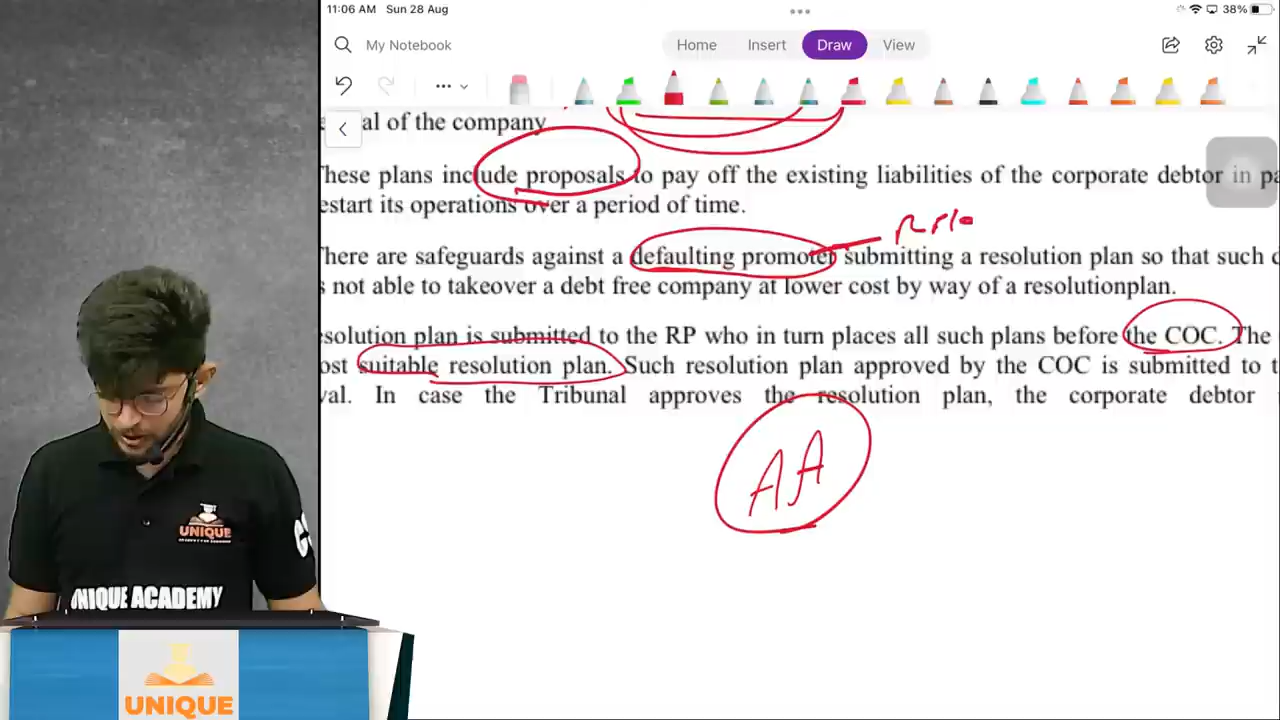 11:06 AM Sun 28 Aug
38%
My Notebook
Home Insert Draw View
al of the company
These plans include proposals to pay off the existing liabilities of the corporate debtor in pa
estart its operations over a period of time.
There are safeguards against a defaulting promoter submitting a resolution plan so that such d
s not able to takeover a debt free company at lower cost by way of a resolutionplan.
esolution plan is submitted to the RP who in turn places all such plans before the COC. The
ost suitable resolution plan. Such resolution plan approved by the COC is submitted to t
val. In case the Tribunal approves the resolution plan, the corporate debtor
AA
UNIQUE
UNIQUE ACADEMY
UNIQUE